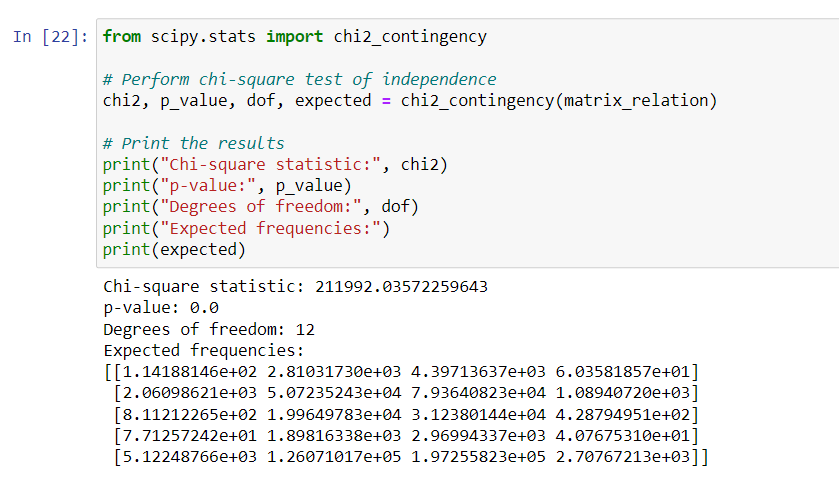 In [22]: from scipy.stats import chi2_contingency
# Perform chi-square test of independence
chi2, p_value, dof, expected = chi2_contingency(matrix_relation)
# Print the results
print("Chi-square statistic:", chi2)
print("p-value:", p_value)
print("Degrees of freedom:", dof)
print("Expected frequencies:")
print(expected)
Chi-square statistic: 211992.03572259643
p-value: 0.0
Degrees of freedom: 12
Expected frequencies:
[[1.14188146e+02 2.81031730e+03 4.39713637e+03 6.03581857e+01]
[2.06098621e+03 5.07235243e+04 7.93640823e+04 1.08940720e+03]
[8.11212265e+02 1.99649783e+04 3.12380144e+04 4.28794951e+02]
[7.71257242e+01 1.89816338e+03 2.96994337e+03 4.07675310e+01]
[5.12248766e+03 1.26071017e+05 1.97255823e+05 2.70767213e+03]]